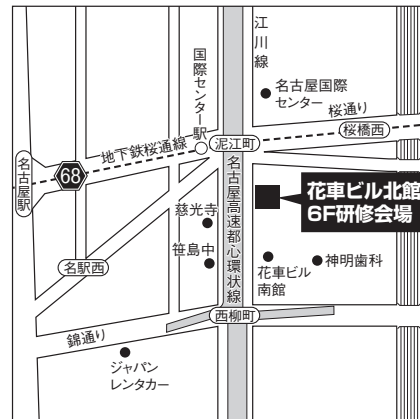 江川線
国際センター駅
名古屋国際
センター
桜通り
桜橋西
泥江町
地下鉄桜通線
68
名古屋駅
名古屋高速都心環状線
花車ビル北館
6F研修会場
慈光寺
笹島中
名駅西
花車ビル
南館
神明歯科
西柳町
錦通り
ジャパン
レンタカー